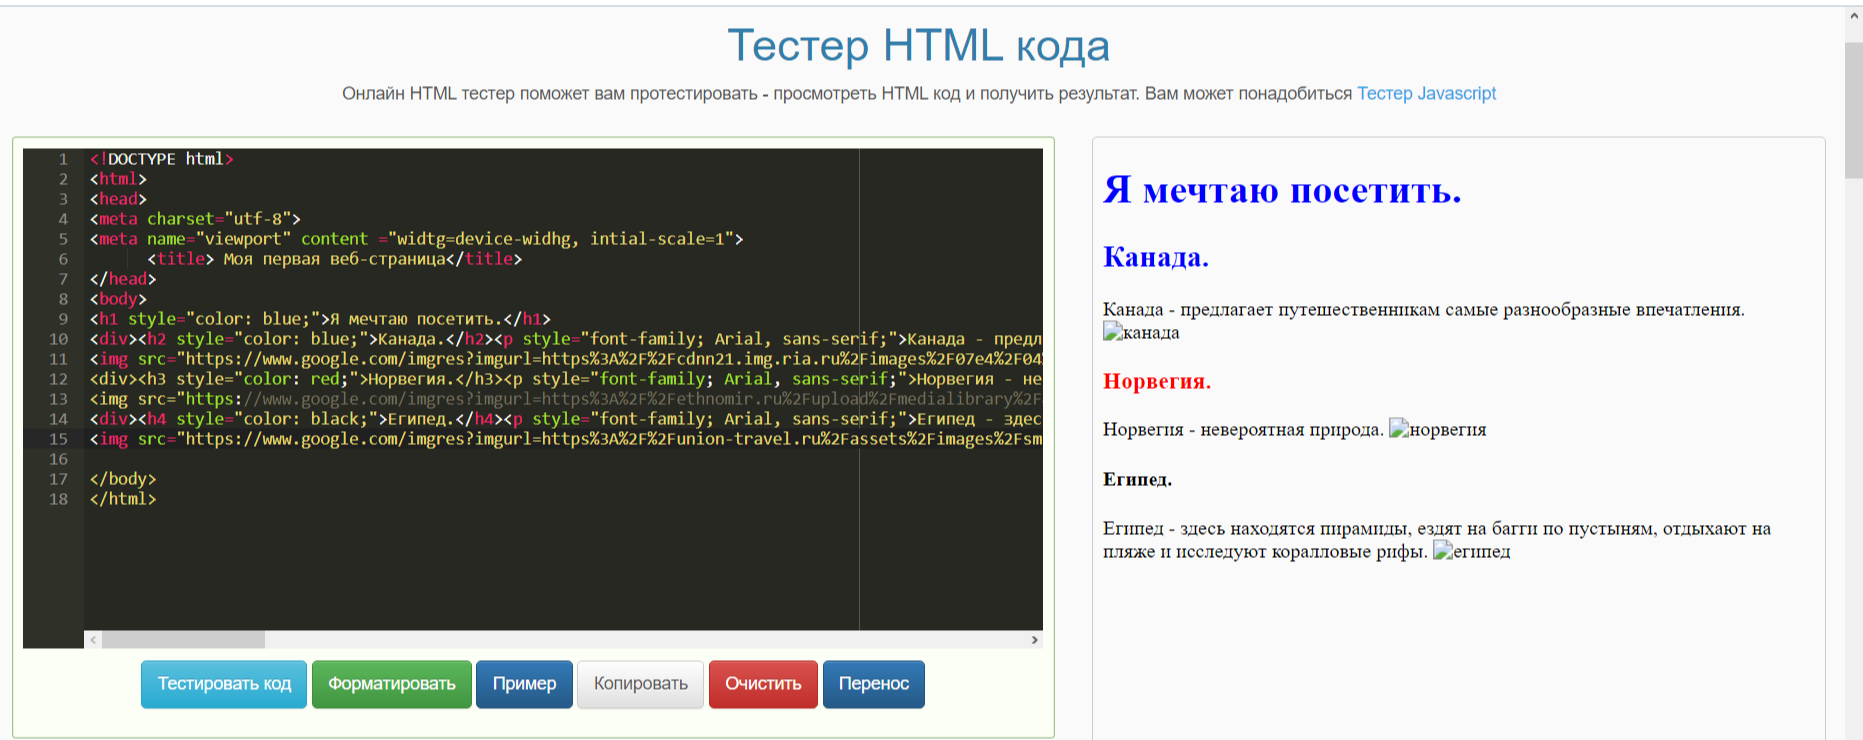 Тестер HTML кода
Онлайн HTML тестер поможет вам протестировать - просмотреть HTML код и получить результат. Вам может понадобиться Тестер Javascript
1 <!DOCTYPE html>
2 <html>
3 <head>
4 <meta charset="utf-8">
5 <meta name="viewport" content ="widtg=device-widhg, intial-scale=1">
6 <title> Моя первая веб-страница</title>
7 </head>
8 <body>
9 <h1 style="color: blue;">Я мечтаю посетить.</h1>
10 <div><h2 style="color: blue;">Канада.</h2><p style="font-family; Arial, sans-serif;">Канада - предл
11 <img src="https://www.google.com/imgres?imgurl=https%3A%2F%2Fcdnn21.img.ria.ru%2Fimages%2F07e4%2F04
12 <div><h3 style="color: red;">Норвегия.</h3><p style="font-family; Arial, sans-serif;">Норвегия - не
13 <img src="https://www.google.com/imgres?imgurl=https%3A%2F%2Fethnomir.ru%2Fupload%2Fmedialibrary%2F
14 <div><h4 style="color: black;">Египед.</h4><p style="font-family; Arial, sans-serif;">Египед - здес
15 <img src="https://www.google.com/imgres?imgurl=https%3A%2F%2Funion-travel.ru%2Fassets%2Fimages%2Fsm
16
17 </body>
18 </html>
Тестировать код Форматировать Пример Копировать Очистить Перенос
Я мечтаю посетить.
Канада.
Канада - предлагает путешественникам самые разнообразные впечатления.
канада
Норвегия.
Норвегия - невероятная природа. норвегия
Египед.
Египед - здесь находятся пирамиды, ездят на багги по пустыням, отдыхают на
пляже и исследуют коралловые рифы. египед